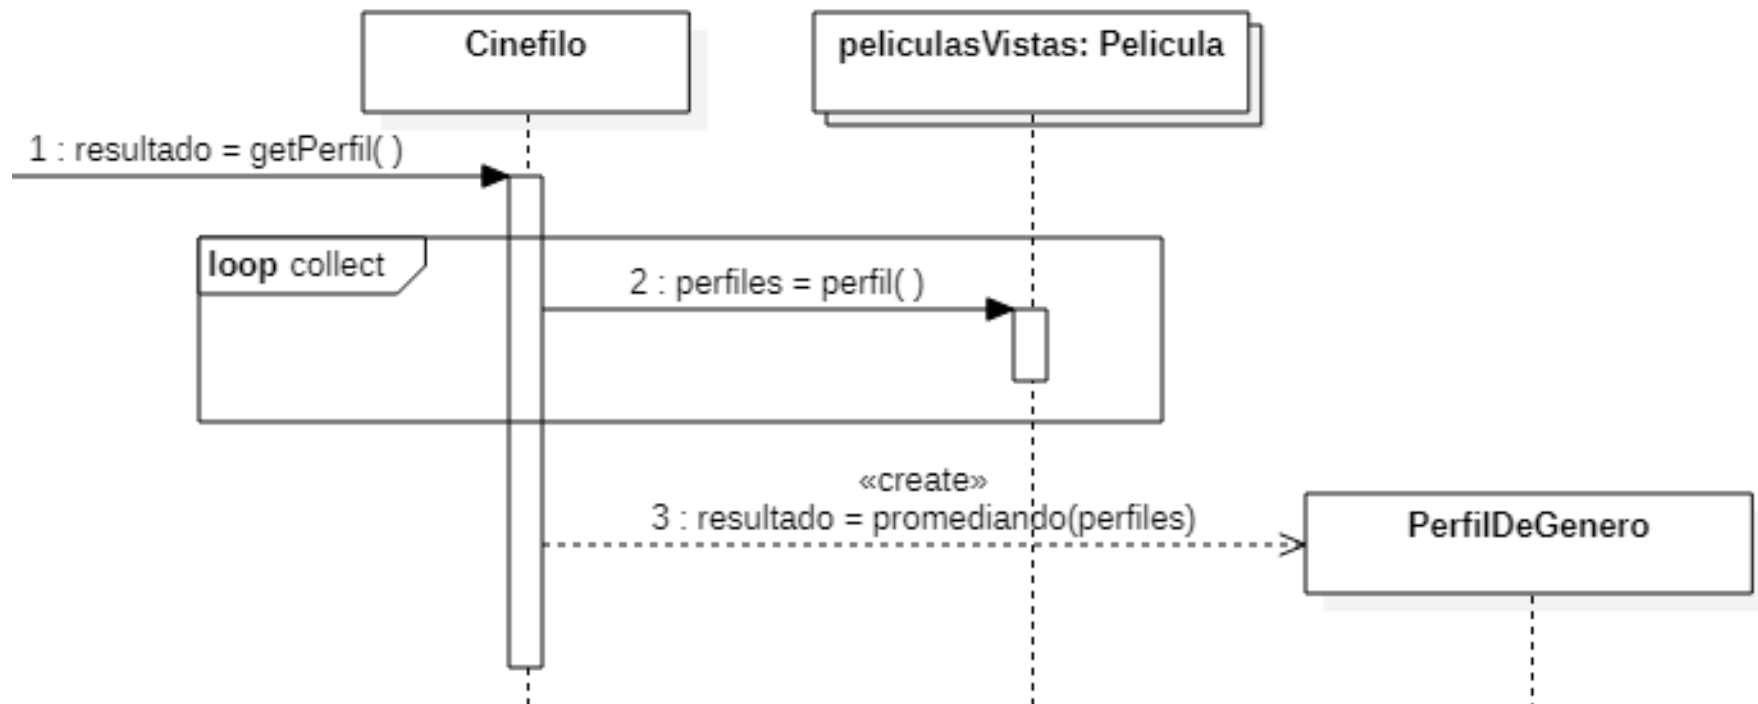 Cinefilo
peliculasVistas: Pelicula
1 : resultado = getPerfil( )
loop collect
2 : perfiles = perfil( )
«create»
3 : resultado = promediando(perfiles)
PerfilDeGenero